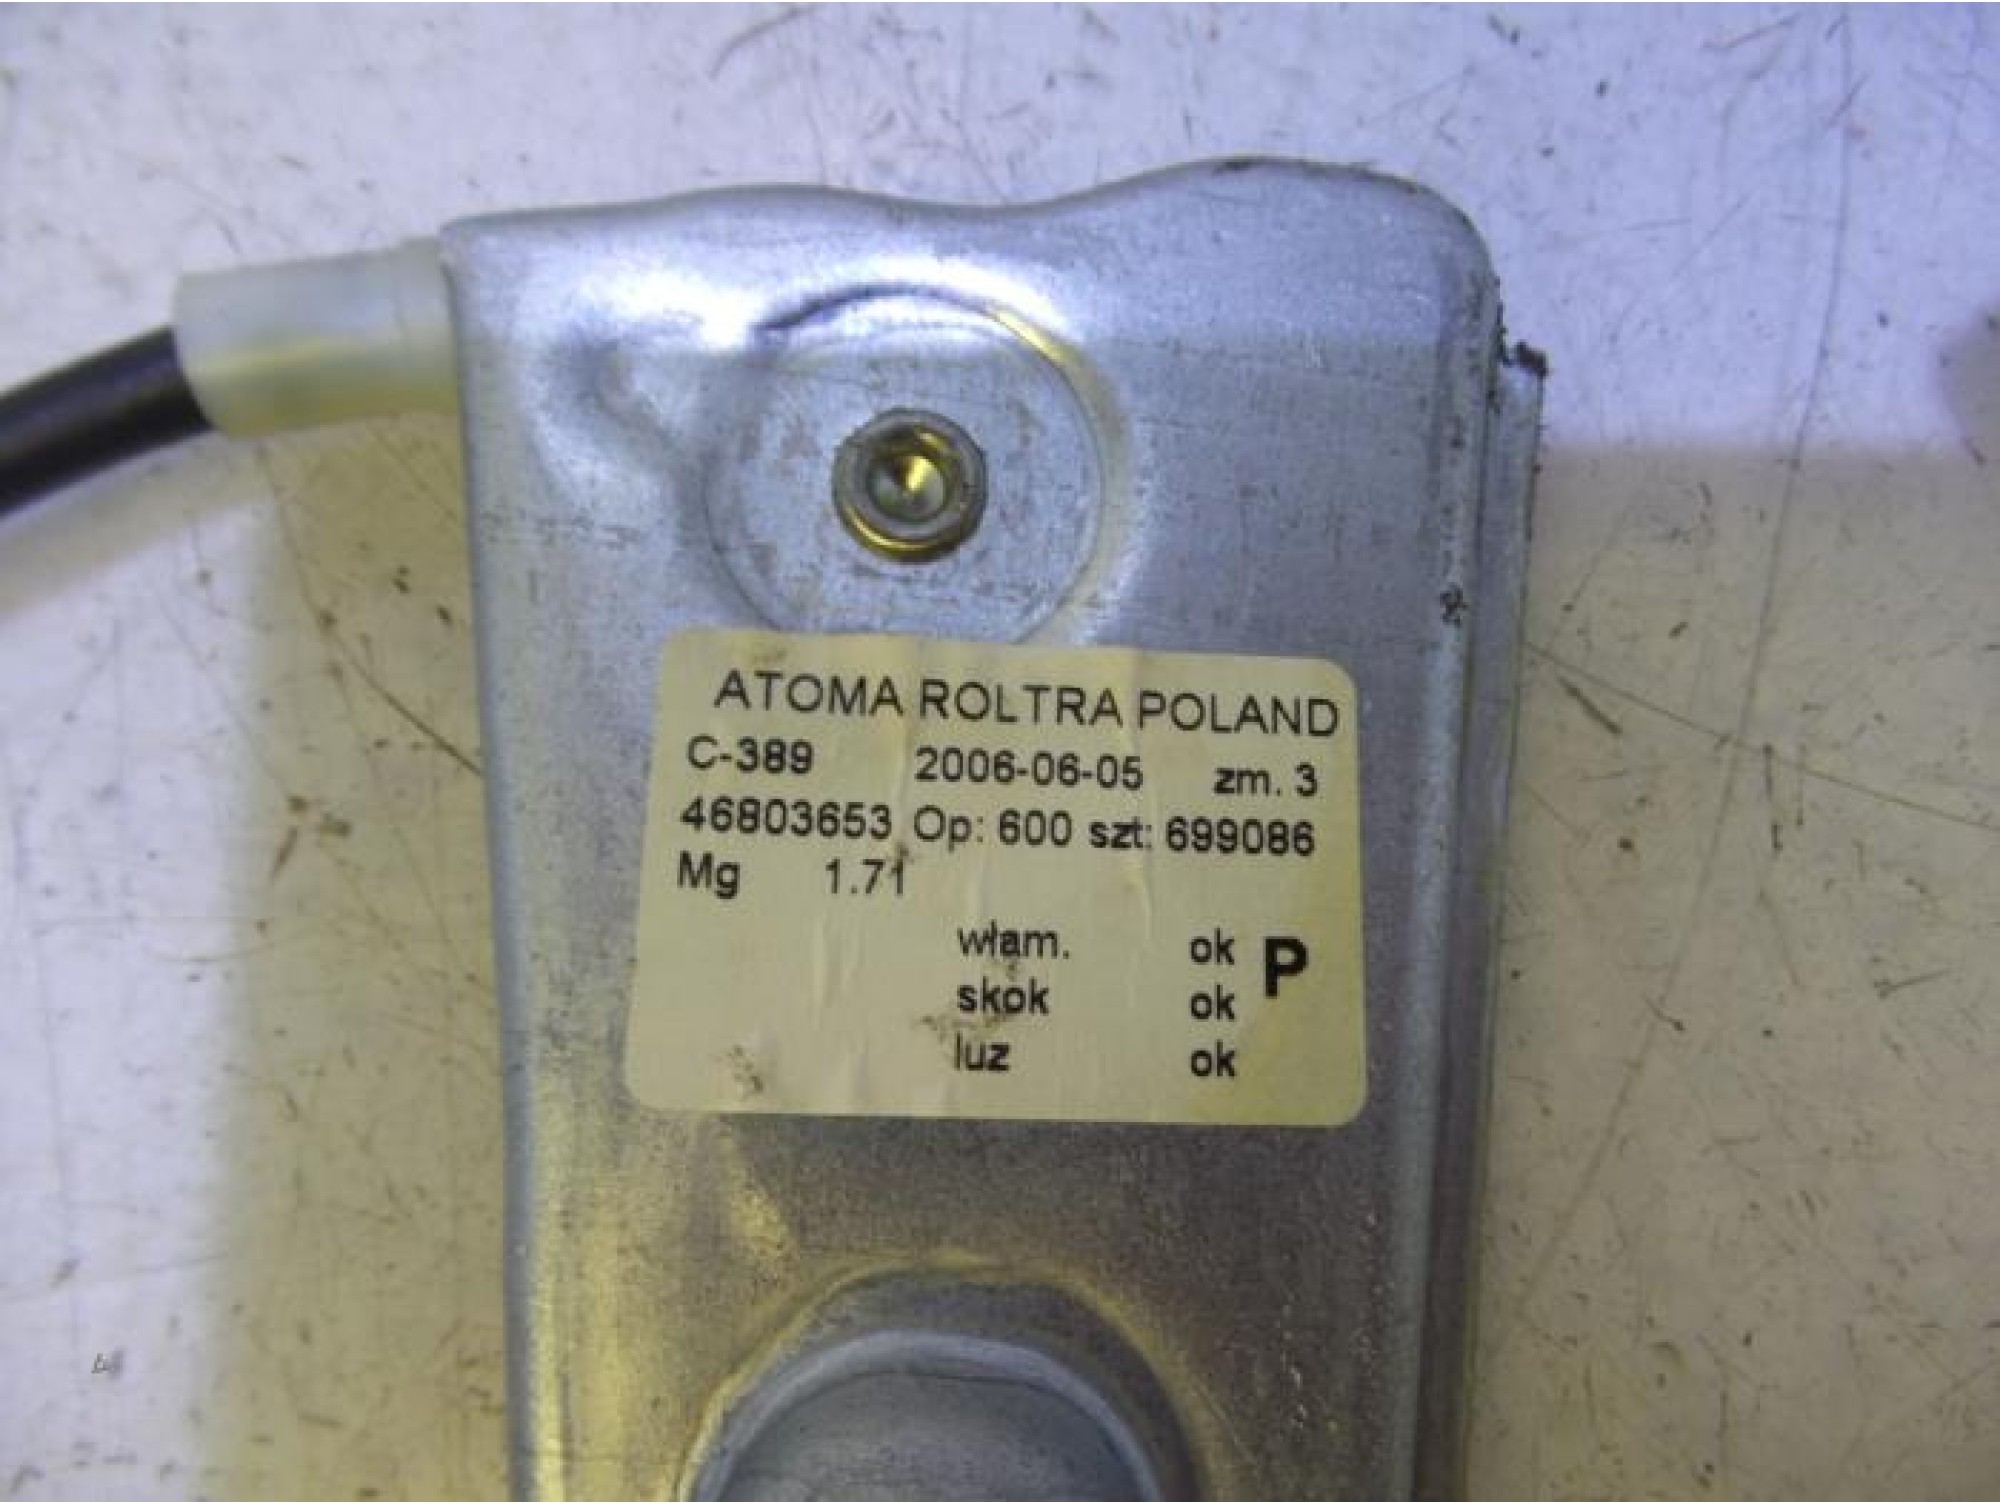 ATOMA ROLTRA POLAND
C-389 2006-06-05 zm. 3
46803653 Op: 600 szt: 699086
Mg 1.71
włam. ok P
skok ok
luz ok